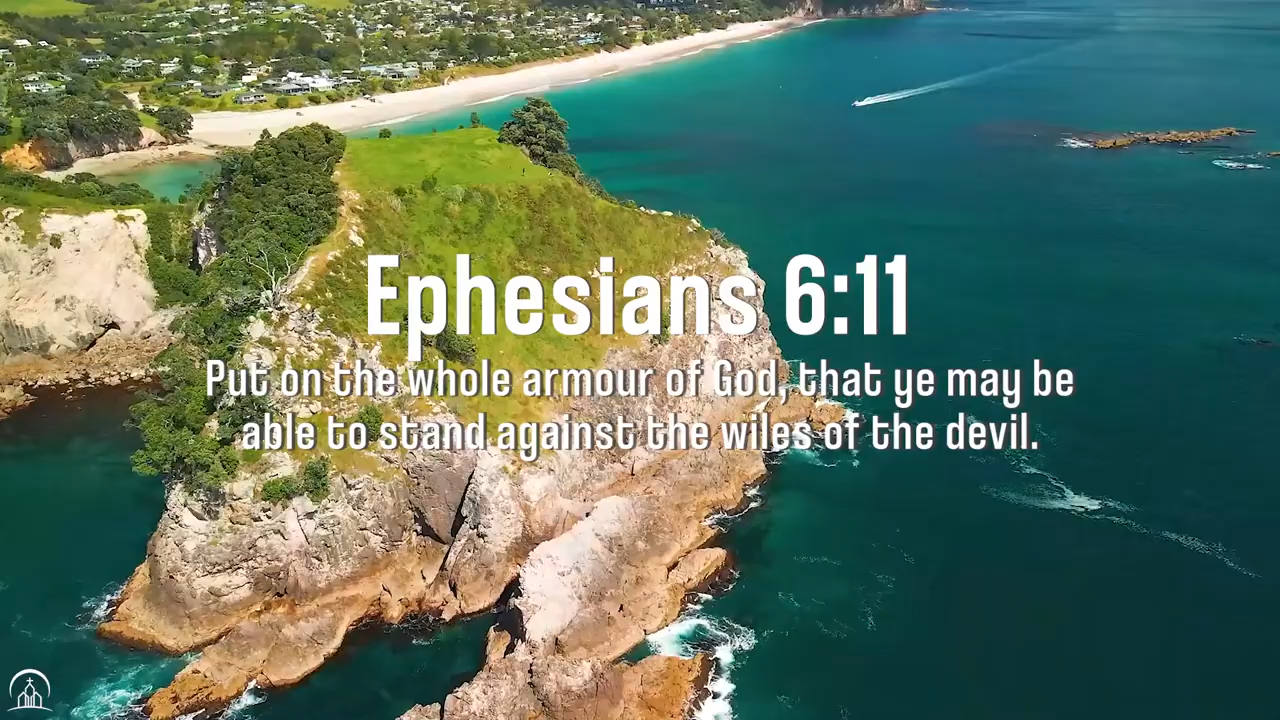 Ephesians 6:11
Put on the whole armour of God, that ye may be
able to stand against the wiles of the devil.